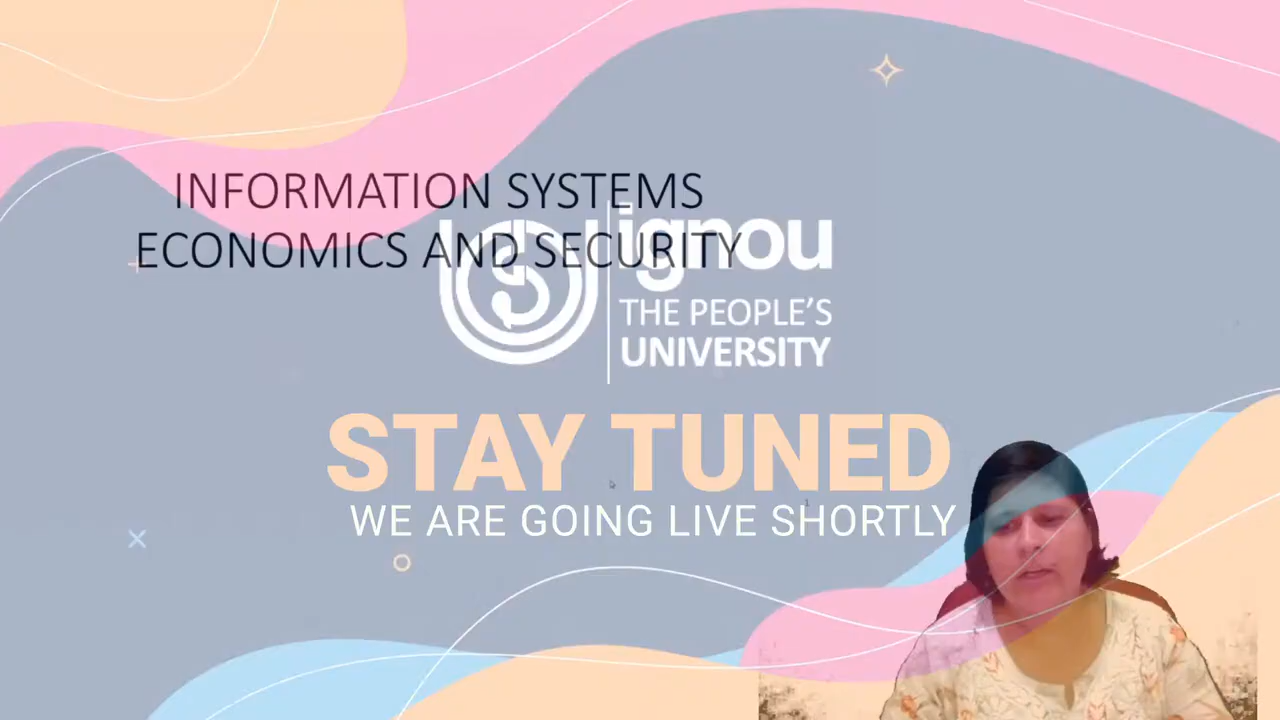 INFORMATION SYSTEMS
ECONOMICS AND SECURITY
ignou
THE PEOPLE'S
UNIVERSITY
STAY TUNED
WE ARE GOING LIVE SHORTLY